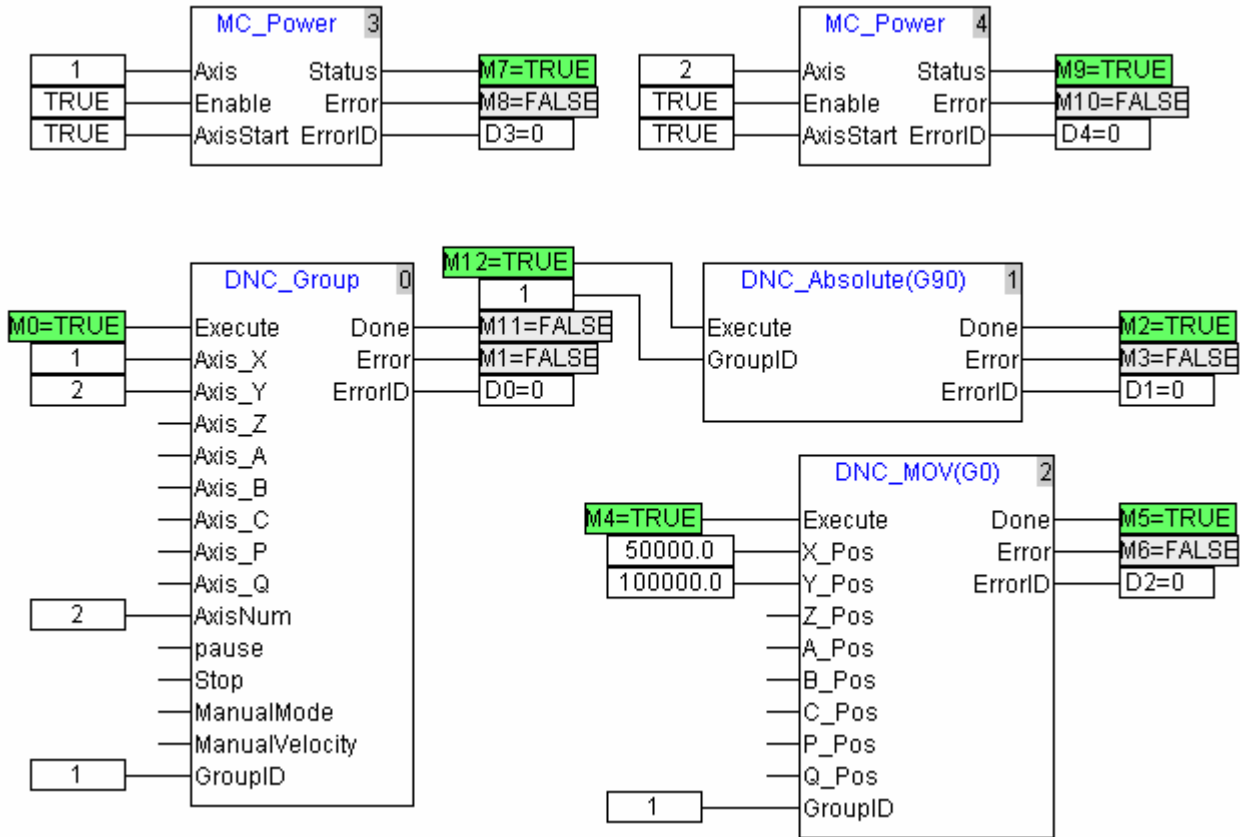 MC_Power 3
1 Axis Status M7=TRUE
TRUE Enable Error M8=FALSE
TRUE AxisStart ErrorID D3=0
MC_Power 4
2 Axis Status M9=TRUE
TRUE Enable Error M10=FALSE
TRUE AxisStart ErrorID D4=0
DNC_Group 0
M0=TRUE Execute Done M11=FALSE
1 Axis_X Error M1=FALSE
2 Axis_Y ErrorID D0=0
Axis_Z
Axis_A
Axis_B
Axis_C
Axis_P
Axis_Q
2 AxisNum
pause
Stop
ManualMode
ManualVelocity
1 GroupID
M12=TRUE
1
DNC_Absolute(G90) 1
Execute Done M2=TRUE
GroupID Error M3=FALSE
ErrorID D1=0
DNC_MOV(G0) 2
M4=TRUE Execute Done M5=TRUE
50000.0 X_Pos Error M6=FALSE
100000.0 Y_Pos ErrorID D2=0
Z_Pos
A_Pos
B_Pos
C_Pos
P_Pos
Q_Pos
1 GroupID